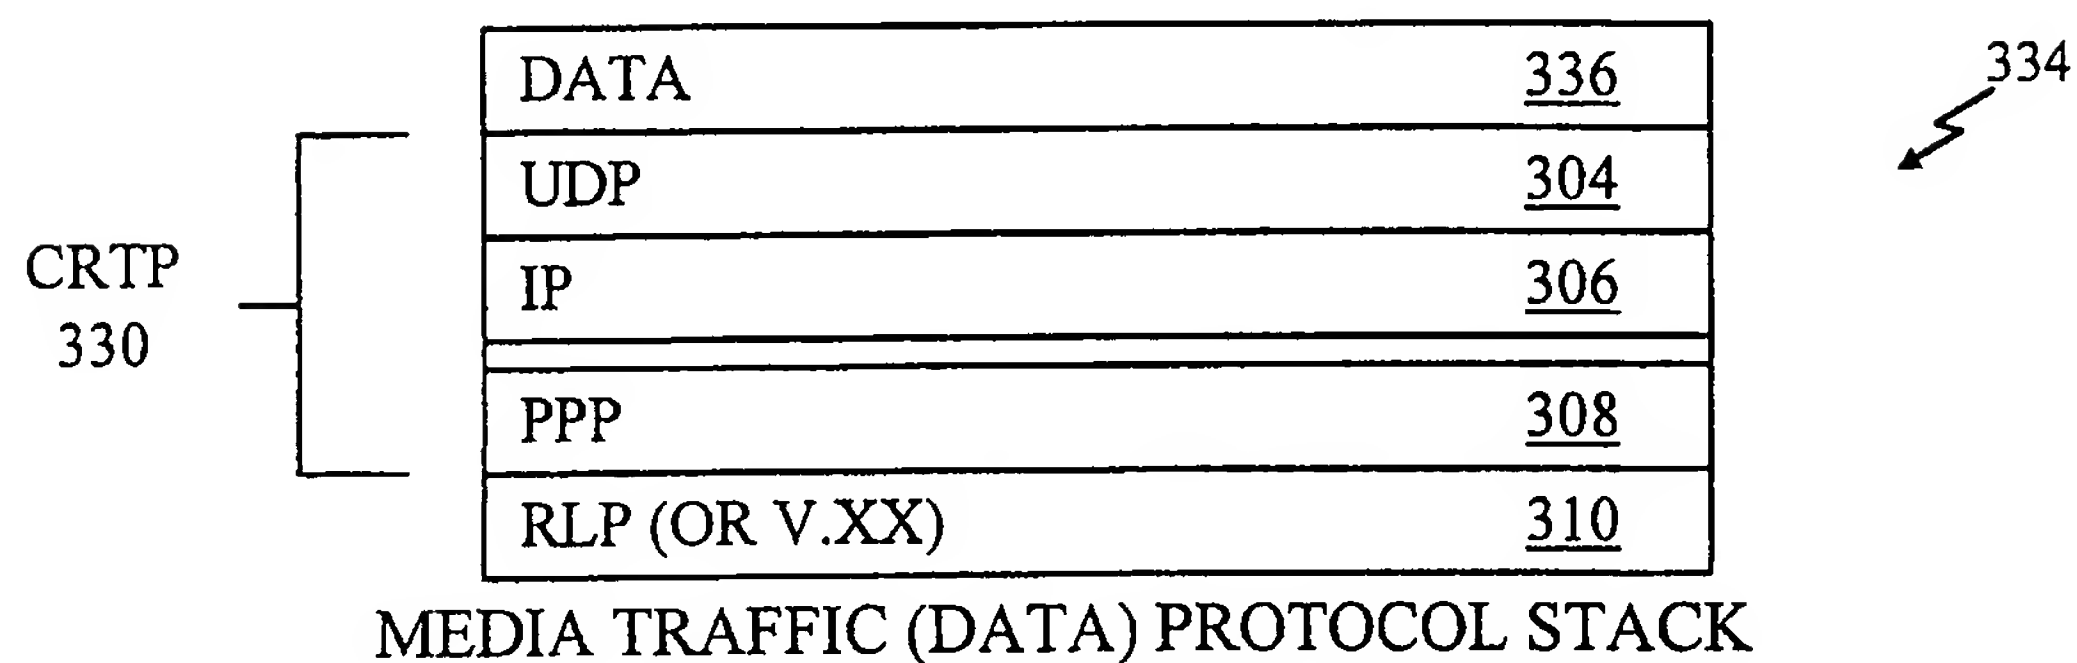 DATA 336
334
UDP 304
CRTP
330
IP 306
PPP 308
RLP (OR V.XX) 310
MEDIA TRAFFIC (DATA) PROTOCOL STACK